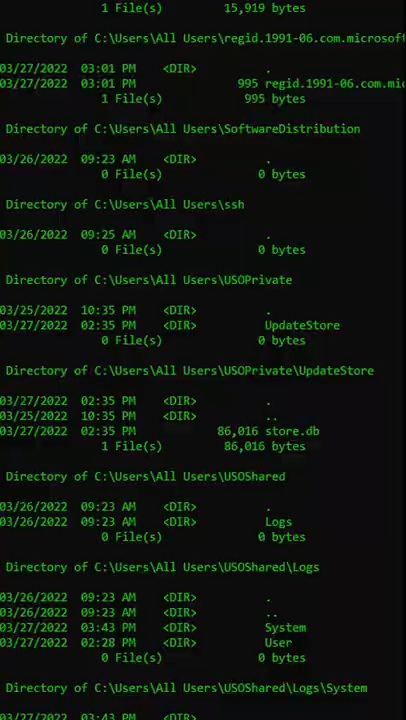 1 File(s) 15,919 bytes
Directory of C:\Users\All Users\regid.1991-06.com.microsoft
03/27/2022 03:01 PM <DIR> .
03/27/2022 03:01 PM 995 regid.1991-06.com.mic
1 File(s) 995 bytes
Directory of C:\Users\All Users\SoftwareDistribution
03/26/2022 09:23 AM <DIR> .
0 File(s) 0 bytes
Directory of C:\Users\All Users\ssh
03/26/2022 09:25 AM <DIR> .
0 File(s) 0 bytes
Directory of C:\Users\All Users\USOPrivate
03/25/2022 10:35 PM <DIR> .
03/27/2022 02:35 PM <DIR> UpdateStore
0 File(s) 0 bytes
Directory of C:\Users\All Users\USOPrivate\UpdateStore
03/27/2022 02:35 PM <DIR> .
03/25/2022 10:35 PM <DIR> ..
03/27/2022 02:35 PM 86,016 store.db
1 File(s) 86,016 bytes
Directory of C:\Users\All Users\USOShared
03/26/2022 09:23 AM <DIR> .
03/26/2022 09:23 AM <DIR> Logs
0 File(s) 0 bytes
Directory of C:\Users\All Users\USOShared\Logs
03/26/2022 09:23 AM <DIR> .
03/26/2022 09:23 AM <DIR> ..
03/27/2022 03:43 PM <DIR> System
03/27/2022 02:28 PM <DIR> User
0 File(s) 0 bytes
Directory of C:\Users\All Users\USOShared\Logs\System
03/27/2022 03:43 PM <DIR> .